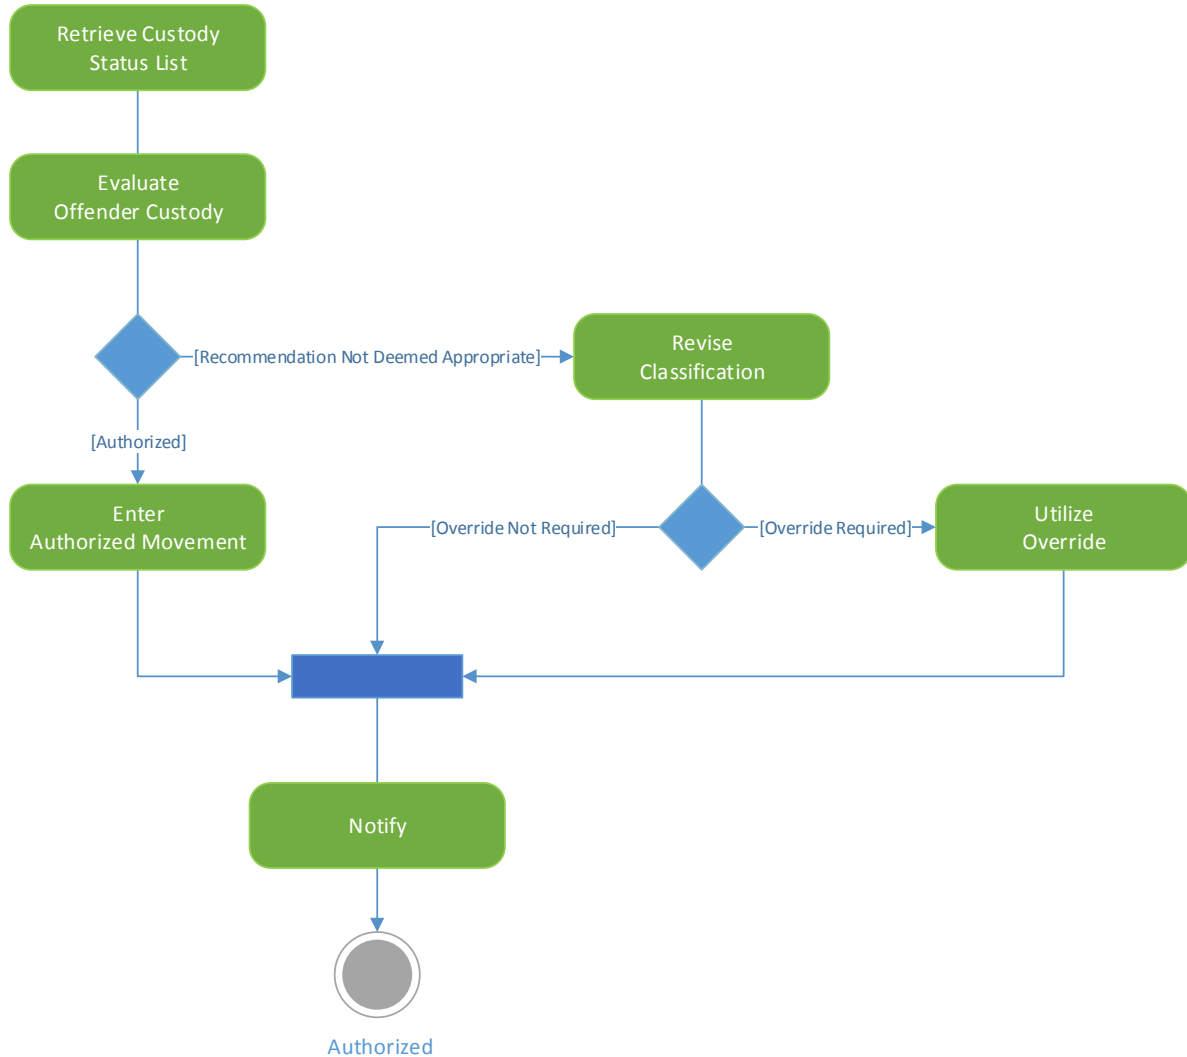 Retrieve Custody
Status List
Evaluate
Offender Custody
[Recommendation Not Deemed Appropriate]
Revise
Classification
[Authorized]
Enter
Authorized Movement
[Override Not Required]
[Override Required]
Utilize
Override
Notify
Authorized